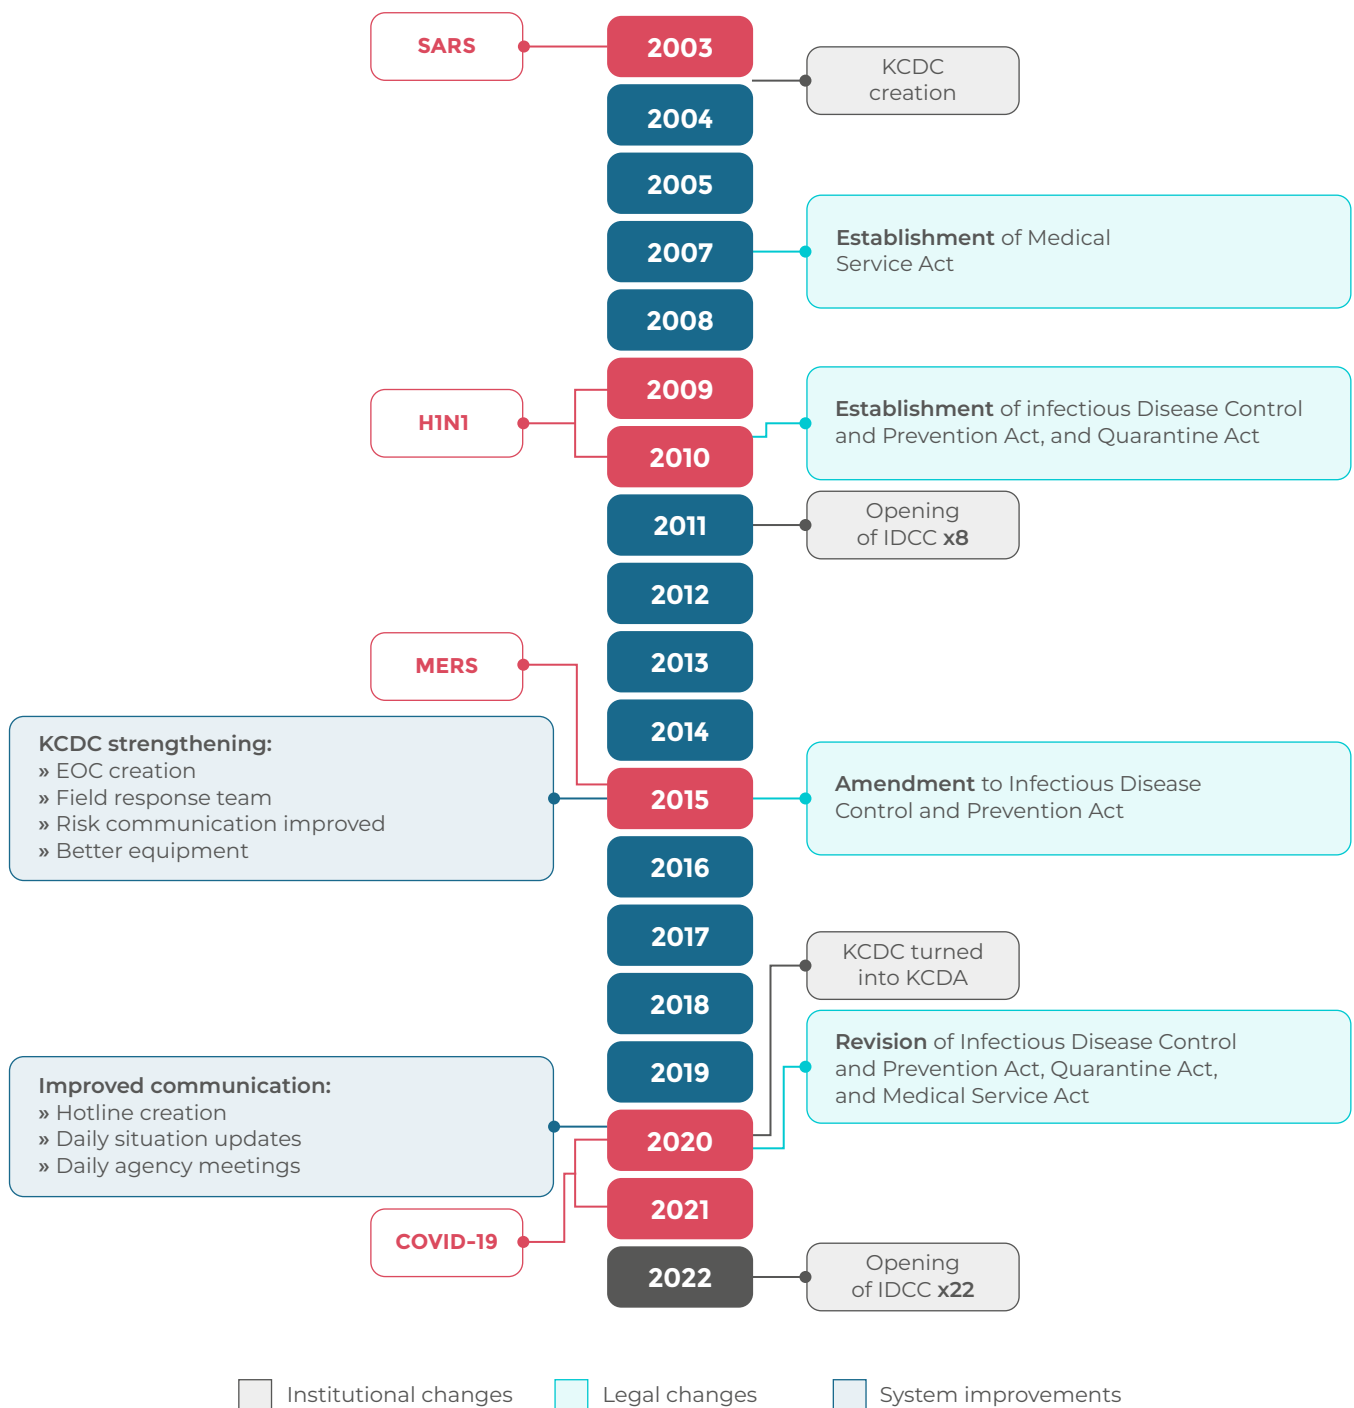 SARS
2003
KCDC
creation
2004
2005
2007
Establishment of Medical
Service Act
2008
2009
H1N1
Establishment of infectious Disease Control
and Prevention Act, and Quarantine Act
2010
2011
Opening
of IDCC x8
2012
2013
MERS
2014
KCDC strengthening:
» EOC creation
» Field response team
» Risk communication improved
» Better equipment
2015
Amendment to Infectious Disease
Control and Prevention Act
2016
2017
KCDC turned
into KCDA
2018
2019
Revision of Infectious Disease Control
and Prevention Act, Quarantine Act,
and Medical Service Act
Improved communication:
» Hotline creation
» Daily situation updates
» Daily agency meetings
2020
2021
COVID-19
2022
Opening
of IDCC x22
Institutional changes
Legal changes
System improvements